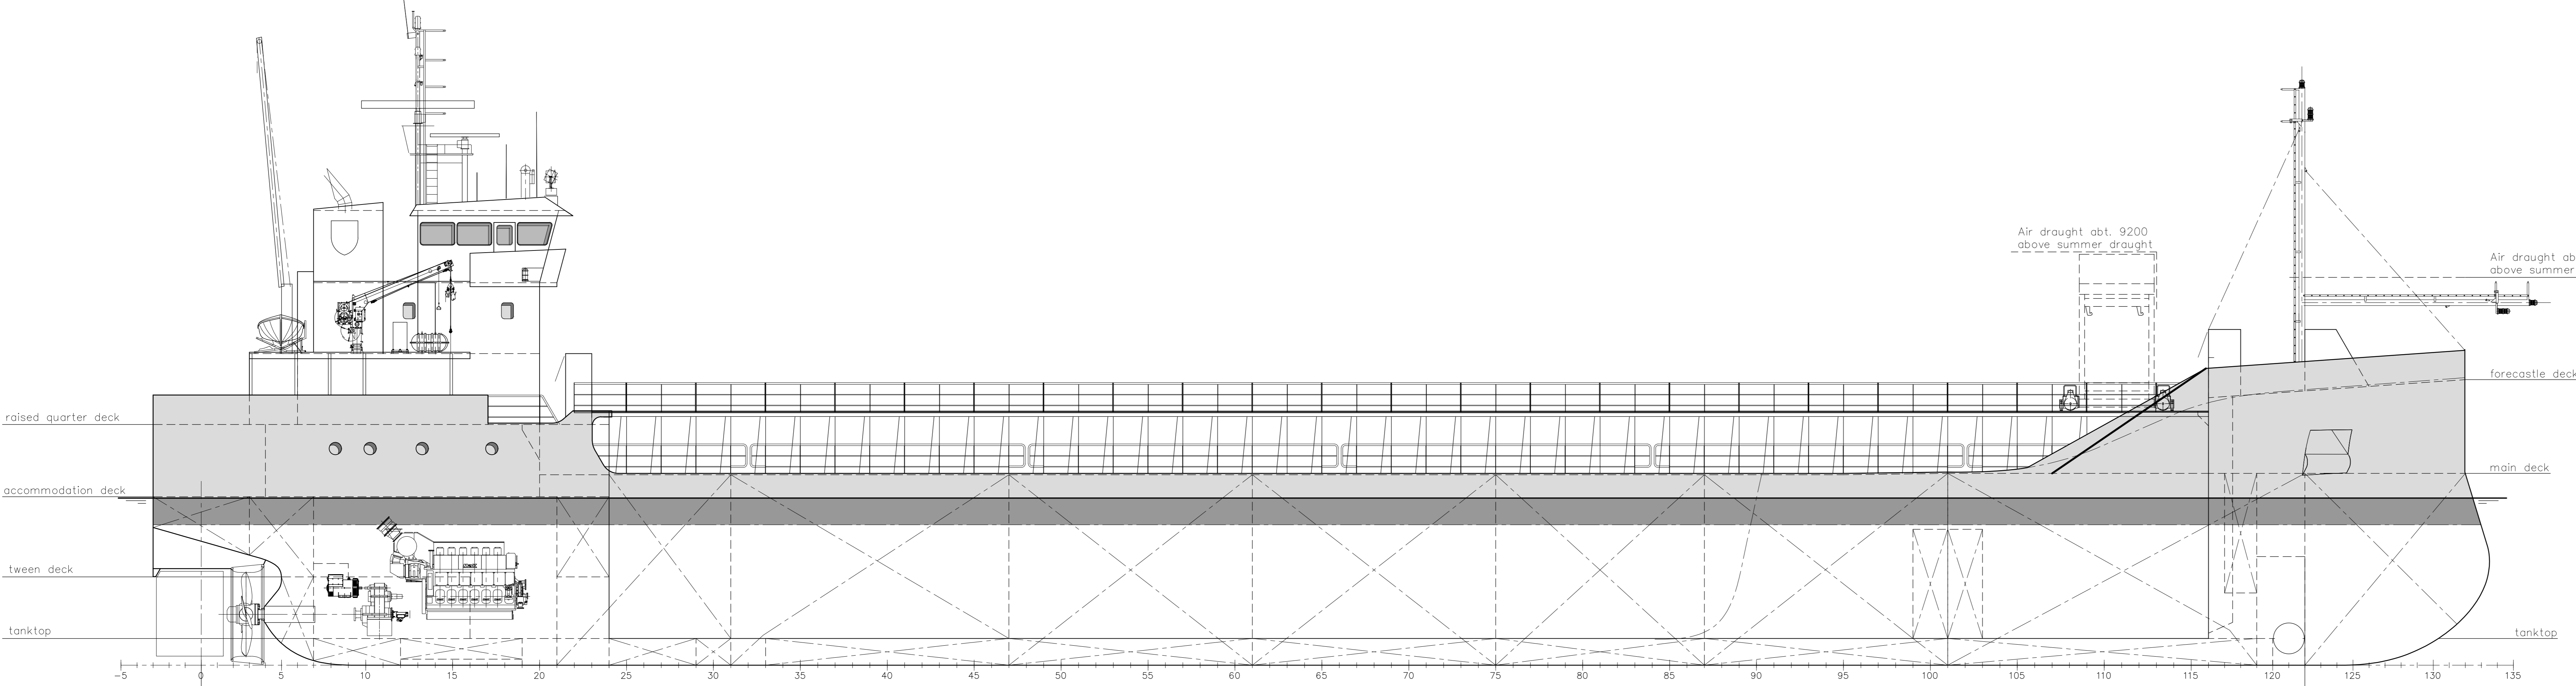 Air draught abt. 9200
above summer draught
Air draught ab
above summer
forecastle deck
raised quarter deck
main deck
accommodation deck
tween deck
tanktop
tanktop
-5 0 5 10 15 20 25 30 35 40 45 50 55 60 65 70 75 80 85 90 95 100 105 110 115 120 125 130 135